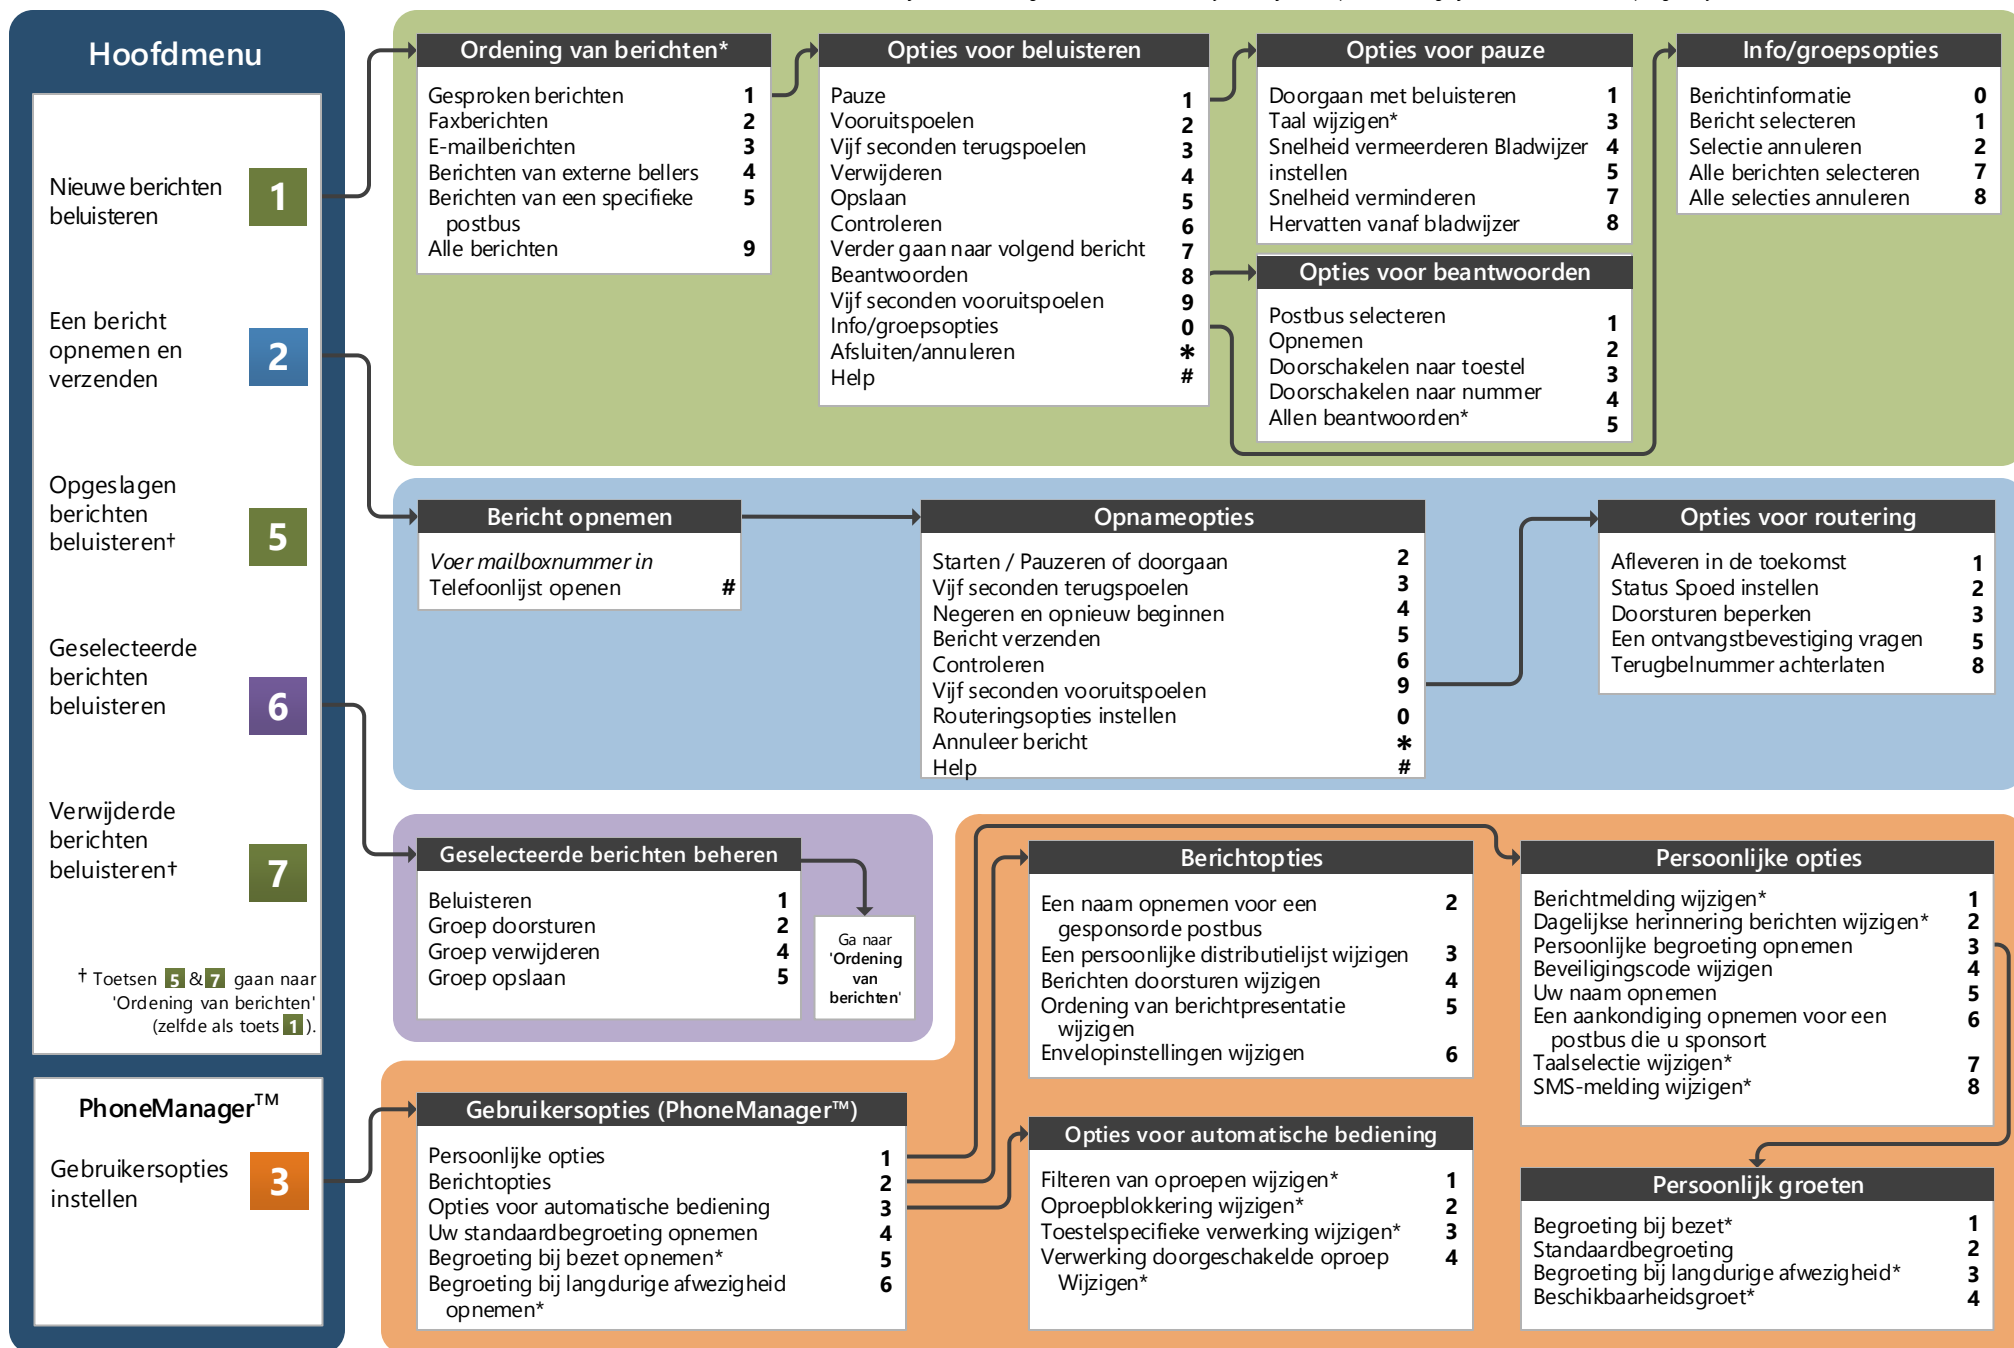 Hoofdmenu
Nieuwe berichten
beluisteren
1
Een bericht
opnemen en
verzenden
2
Opgeslagen
berichten
beluisteren†
5
Geselecteerde
berichten
beluisteren
6
Verwijderde
berichten
beluisteren†
7
† Toetsen 5 & 7 gaan naar
'Ordening van berichten'
(zelfde als toets 1 ).
PhoneManager™
Gebruikersopties
instellen
3
Ordening van berichten*
Gesproken berichten 1
Faxberichten 2
E-mailberichten 3
Berichten van externe bellers 4
Berichten van een specifieke 5
postbus
Alle berichten 9
Opties voor beluisteren
Pauze 1
Vooruitspoelen 2
Vijf seconden terugspoelen 3
Verwijderen 4
Opslaan 5
Controleren 6
Verder gaan naar volgend bericht 7
Beantwoorden 8
Vijf seconden vooruitspoelen 9
Info/groepsopties 0
Afsluiten/annuleren *
Help #
Opties voor pauze
Doorgaan met beluisteren 1
Taal wijzigen* 3
Snelheid vermeerderen Bladwijzer 4
instellen 5
Snelheid verminderen 7
Hervatten vanaf bladwijzer 8
Opties voor beantwoorden
Postbus selecteren 1
Opnemen 2
Doorschakelen naar toestel 3
Doorschakelen naar nummer 4
Allen beantwoorden* 5
Info/groepsopties
Berichtinformatie 0
Bericht selecteren 1
Selectie annuleren 2
Alle berichten selecteren 7
Alle selecties annuleren 8
Bericht opnemen
Voer mailboxnummer in
Telefoonlijst openen #
Opnameopties
Starten / Pauzeren of doorgaan 2
Vijf seconden terugspoelen 3
Negeren en opnieuw beginnen 4
Bericht verzenden 5
Controleren 6
Vijf seconden vooruitspoelen 9
Routeringsopties instellen 0
Annuleer bericht *
Help #
Opties voor routering
Afleveren in de toekomst 1
Status Spoed instellen 2
Doorsturen beperken 3
Een ontvangstbevestiging vragen 5
Terugbelnummer achterlaten 8
Geselecteerde berichten beheren
Beluisteren 1
Groep doorsturen 2
Groep verwijderen 4
Groep opslaan 5
Ga naar
'Ordening
van
berichten'
Gebruikersopties (PhoneManager™)
Persoonlijke opties 1
Berichtopties 2
Opties voor automatische bediening 3
Uw standaardbegroeting opnemen 4
Begroeting bij bezet opnemen* 5
Begroeting bij langdurige afwezigheid 6
opnemen*
Berichtopties
Een naam opnemen voor een 2
gesponsorde postbus
Een persoonlijke distributielijst wijzigen 3
Berichten doorsturen wijzigen 4
Ordening van berichtpresentatie 5
wijzigen
Envelopinstellingen wijzigen 6
Opties voor automatische bediening
Filteren van oproepen wijzigen* 1
Oproepblokkering wijzigen* 2
Toestelspecifieke verwerking wijzigen* 3
Verwerking doorgeschakelde oproep 4
Wijzigen*
Persoonlijke opties
Berichtmelding wijzigen* 1
Dagelijkse herinnering berichten wijzigen* 2
Persoonlijke begroeting opnemen 3
Beveiligingscode wijzigen 4
Uw naam opnemen 5
Een aankondiging opnemen voor een 6
postbus die u sponsort
Taalselectie wijzigen* 7
SMS-melding wijzigen* 8
Persoonlijk groeten
Begroeting bij bezet* 1
Standaardbegroeting 2
Begroeting bij langdurige afwezigheid* 3
Beschikbaarheidsgroet* 4